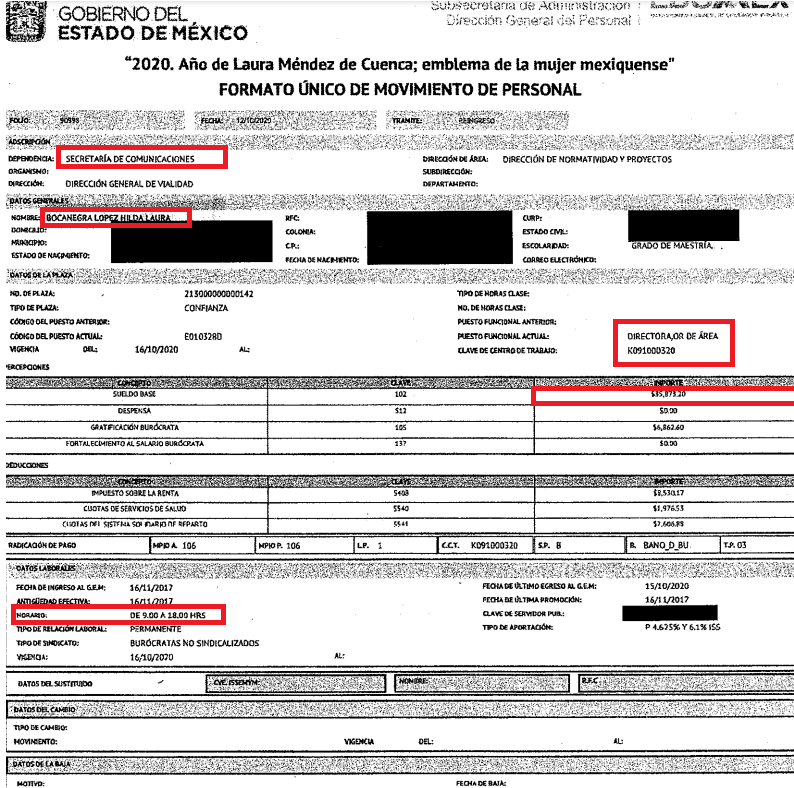 GOBIERNO DEL
ESTADO DE MÉXICO
Subsecretaría de Administración
Dirección General del Personal
"2020. Año de Laura Méndez de Cuenca; emblema de la mujer mexiquense"
FORMATO ÚNICO DE MOVIMIENTO DE PERSONAL
FOLIO: 90998 FECHA: 12/10/2020 TRÁMITE: REINGRESO
ADSCRIPCIÓN
DEPENDENCIA: SECRETARÍA DE COMUNICACIONES DIRECCIÓN DE ÁREA: DIRECCIÓN DE NORMATIVIDAD Y PROYECTOS
ORGANISMO: SUBDIRECCIÓN:
DIRECCIÓN: DIRECCIÓN GENERAL DE VIALIDAD DEPARTAMENTO:
DATOS GENERALES
NOMBRE: BOCANEGRA LOPEZ HILDA LAURA RFC: CURP:
DOMICILIO: COLONIA: ESTADO CIVIL:
MUNICIPIO: C.P.: ESCOLARIDAD: GRADO DE MAESTRÍA.
ESTADO DE NACIMIENTO: FECHA DE NACIMIENTO: CORREO ELECTRÓNICO:
DATOS DE LA PLAZA
NO. DE PLAZA: 213000000000142 TIPO DE HORAS CLASE:
TIPO DE PLAZA: CONFIANZA NO. DE HORAS CLASE:
CÓDIGO DEL PUESTO ANTERIOR: PUESTO FUNCIONAL ANTERIOR:
CÓDIGO DEL PUESTO ACTUAL: E010328D PUESTO FUNCIONAL ACTUAL: DIRECTORA,OR DE ÁREA
VIGENCIA DEL: 16/10/2020 AL: CLAVE DE CENTRO DE TRABAJO: K091000320
PERCEPCIONES
CONCEPTO CLAVE IMPORTE
SUELDO BASE 102 $35,873.20
DESPENSA 512 $0.00
GRATIFICACIÓN BURÓCRATA 105 $6,862.60
FORTALECIMIENTO AL SALARIO BURÓCRATA 137 $0.00
DEDUCCIONES
CONCEPTO CLAVE IMPORTE
IMPUESTO SOBRE LA RENTA 5408 $8,530.17
CUOTAS DE SERVICIOS DE SALUD 5540 $1,976.53
CUOTAS DEL SISTEMA SOLIDARIO DE REPARTO 5541 $2,606.88
RADICACIÓN DE PAGO MPIO A. 106 MPIO P. 106 L.P. 1 C.C.T. K091000320 S.P. B B. BANO_D_BU T.P. 03
DATOS LABORALES
FECHA DE INGRESO AL G.E.M: 16/11/2017 FECHA DE ÚLTIMO EGRESO AL G.E.M: 15/10/2020
ANTIGÜEDAD EFECTIVA: 16/11/2017 FECHA DE ÚLTIMA PROMOCIÓN: 16/11/2017
HORARIO: DE 9.00 A 18.00 HRS CLAVE DE SERVIDOR PUB.:
TIPO DE RELACIÓN LABORAL: PERMANENTE TIPO DE APORTACIÓN: P 4.625% Y 6.1% ISS
TIPO DE SINDICATO: BURÓCRATAS NO SINDICALIZADOS
VIGENCIA: 16/10/2020 AL:
DATOS DEL SUSTITUIDO CVE. ISSEMYM: NOMBRE: R.F.C
DATOS DEL CAMBIO
TIPO DE CAMBIO:
MOVIMIENTO: VIGENCIA DEL: AL:
DATOS DE LA BAJA
MOTIVO: FECHA DE BAJA: